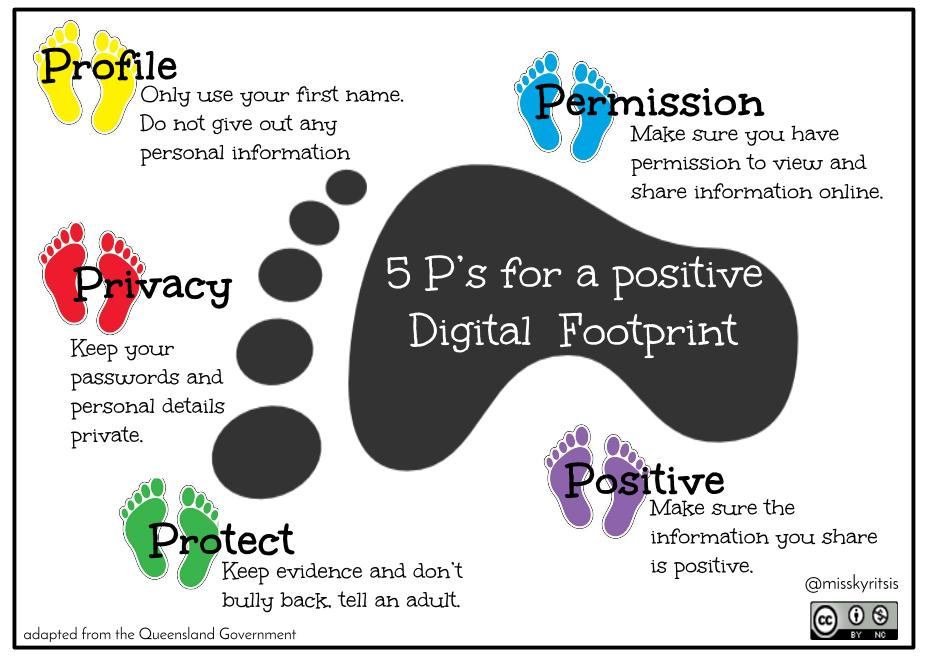 Profile
Only use your first name.
Do not give out any
personal information
Permission
Make sure you have
permission to view and
share information online.
5 P's for a positive
Digital Footprint
Privacy
Keep your
passwords and
personal details
private.
Positive
Make sure the
information you share
is positive.
Protect
Keep evidence and don't
bully back, tell an adult.
@misskyritsis
cc
BY NC
adapted from the Queensland Government